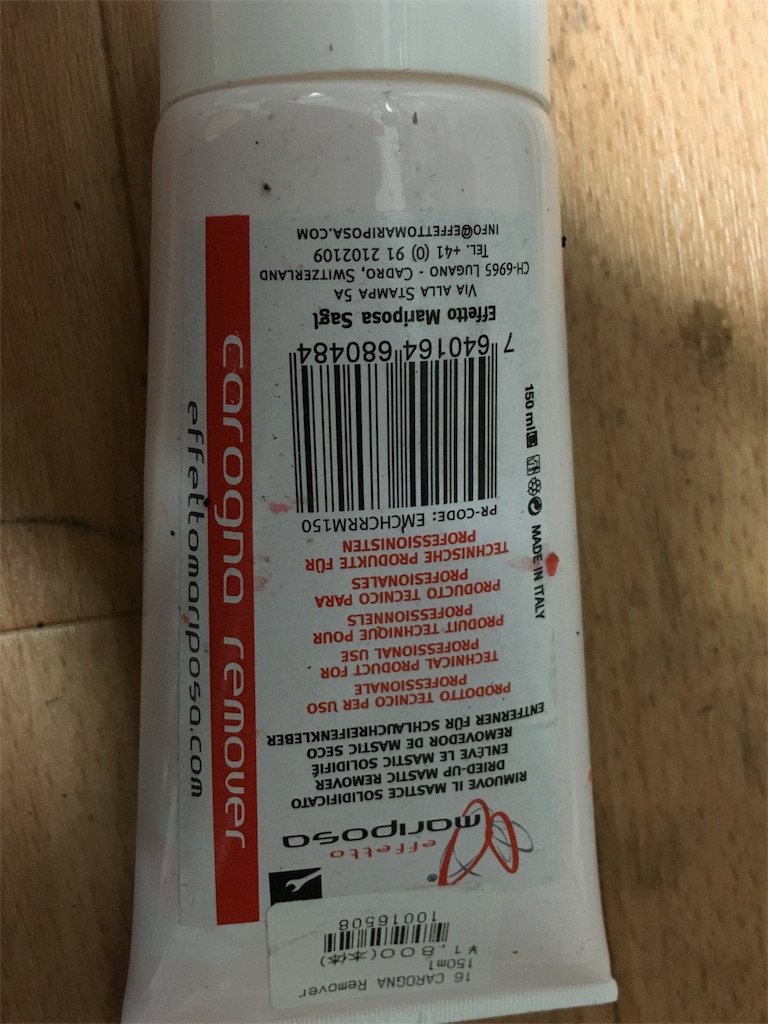 16 CAROGNA Remover
150ml
¥1,800(本体)
10016508
effetto
mariposa
®
RIMUOVE IL MASTICE SOLIDIFICATO
DRIED-UP MASTIC REMOVER
ENLÈVE LE MASTIC SOLIDIFIÉ
REMOVEDOR DE MASTIC SECO
ENTFERNER FÜR SCHLAUCHREIFENKLEBER
PRODOTTO TECNICO PER USO
PROFESSIONALE
TECHNICAL PRODUCT FOR
PROFESSIONAL USE
PRODUIT TECHNIQUE POUR
PROFESSIONNELS
PRODUCTO TECNICO PARA
PROFESIONALES
TECHNISCHE PRODUKTE FÜR
PROFESSIONISTEN
PR-CODE: EMCHCRRM150
7 640164 680484
Effetto Mariposa Sagl
VIA ALLA STAMPA 5A
CH-6965 LUGANO - CADRO, SWITZERLAND
TEL. +41 (0) 91 2102109
INFO@EFFETTOMARIPOSA.COM
carogna remover
effettomariposa.com
150 ml
MADE IN ITALY